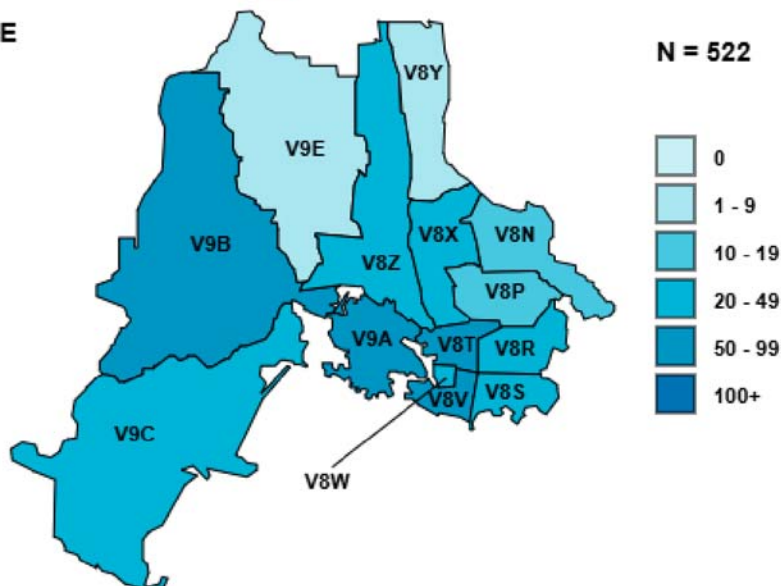 E
N = 522
V8Y
V9E
V9B
V8X
V8N
V8Z
V8P
V9A
V8T
V8R
V8V
V8S
V9C
V8W
0
1 - 9
10 - 19
20 - 49
50 - 99
100+